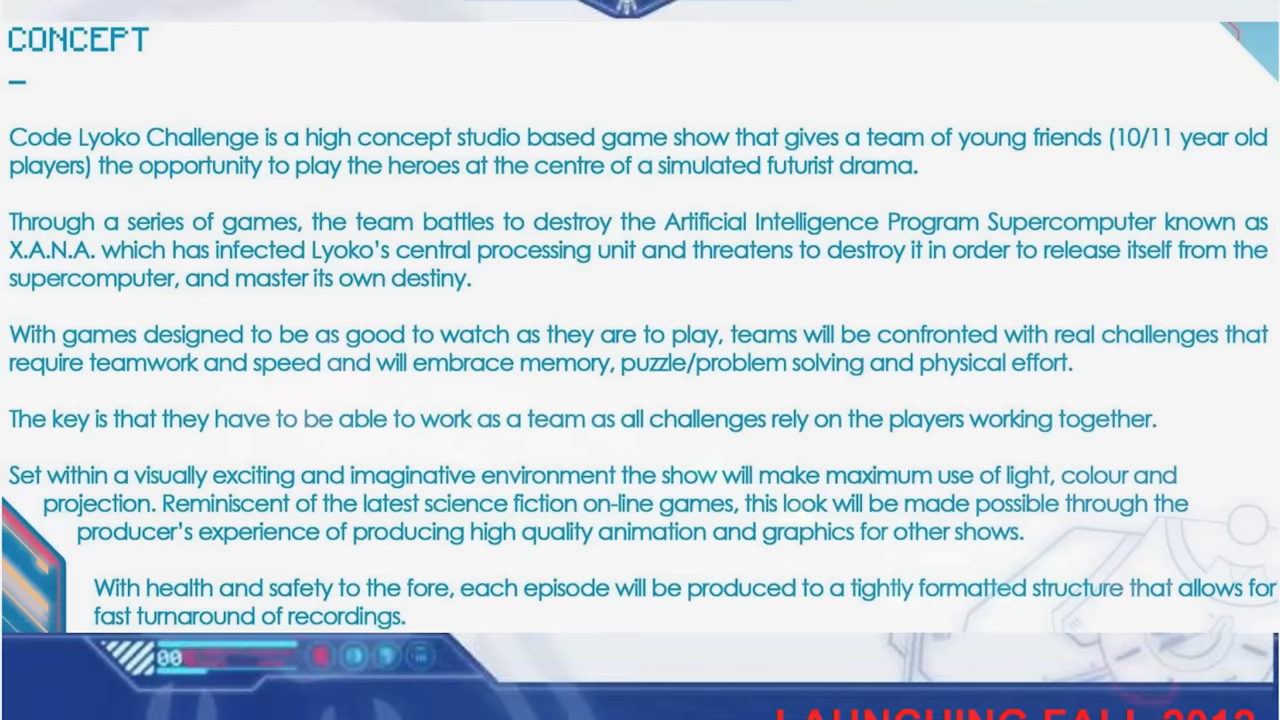 CONCEPT
–
Code Lyoko Challenge is a high concept studio based game show that gives a team of young friends (10/11 year old
players) the opportunity to play the heroes at the centre of a simulated futurist drama.
Through a series of games, the team battles to destroy the Artificial Intelligence Program Supercomputer known as
X.A.N.A. which has infected Lyoko's central processing unit and threatens to destroy it in order to release itself from the
supercomputer, and master its own destiny.
With games designed to be as good to watch as they are to play, teams will be confronted with real challenges that
require teamwork and speed and will embrace memory, puzzle/problem solving and physical effort.
The key is that they have to be able to work as a team as all challenges rely on the players working together.
Set within a visually exciting and imaginative environment the show will make maximum use of light, colour and
projection. Reminiscent of the latest science fiction on-line games, this look will be made possible through the
producer's experience of producing high quality animation and graphics for other shows.
With health and safety to the fore, each episode will be produced to a tightly formatted structure that allows for
fast turnaround of recordings.
00
LAUNCHING FALL 2012